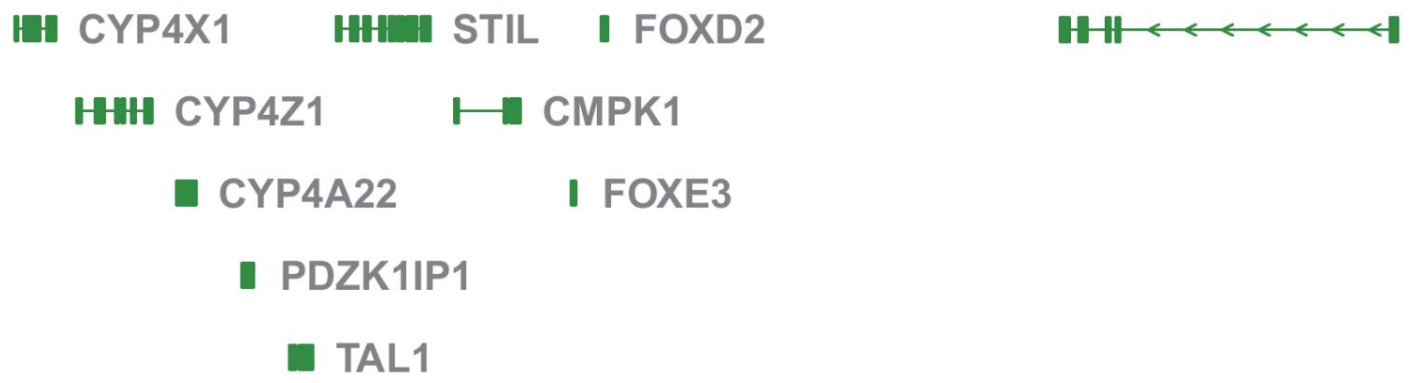 CYP4X1 STIL FOXD2
CYP4Z1 CMPK1
CYP4A22 FOXE3
PDZK1IP1
TAL1